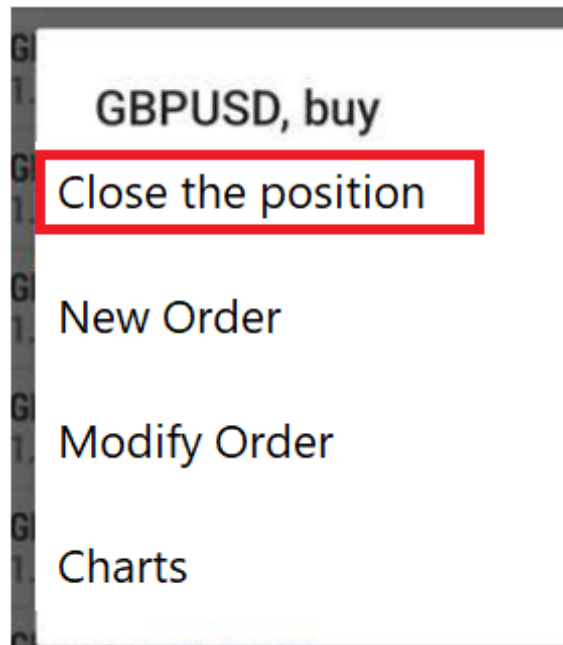 GBPUSD, buy
Close the position
New Order
Modify Order
Charts